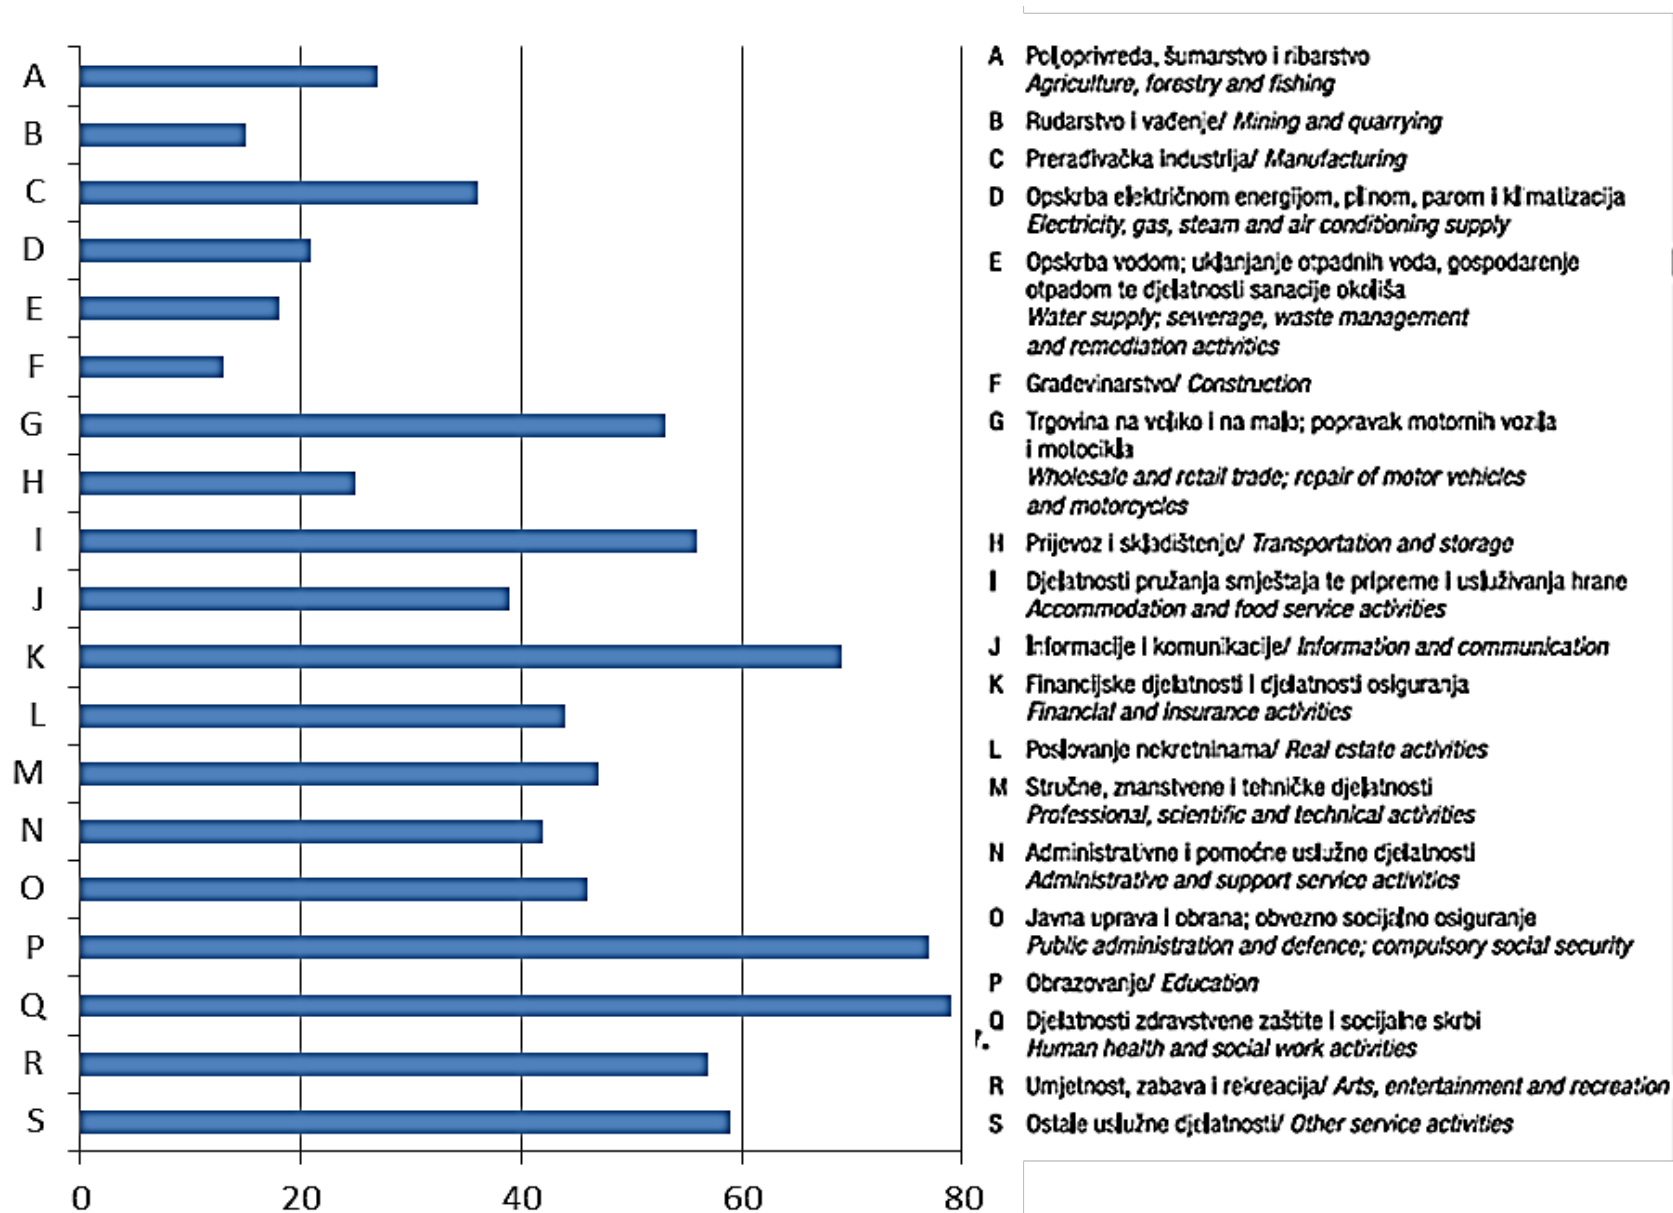 A
B
C
D
E
F
G
H
I
J
K
L
M
N
O
P
Q
R
S
0 20 40 60 80
A Poljoprivreda, šumarstvo i ribarstvo
Agriculture, forestry and fishing
B Rudarstvo i vađenje/ Mining and quarrying
C Prerađivačka industrija/ Manufacturing
D Opskrba električnom energijom, plinom, parom i klimatizacija
Electricity, gas, steam and air conditioning supply
E Opskrba vodom; uklanjanje otpadnih voda, gospodarenje
otpadom te djelatnosti sanacije okoliša
Water supply; sewerage, waste management
and remediation activities
F Građevinarstvo/ Construction
G Trgovina na veliko i na malo; popravak motornih vozila
i motocikla
Wholesale and retail trade; repair of motor vehicles
and motorcycles
H Prijevoz i skladištenje/ Transportation and storage
I Djelatnosti pružanja smještaja te pripreme i usluživanja hrane
Accommodation and food service activities
J Informacije i komunikacije/ Information and communication
K Financijske djelatnosti i djelatnosti osiguranja
Financial and insurance activities
L Poslovanje nekretninama/ Real estate activities
M Stručne, znanstvene i tehničke djelatnosti
Professional, scientific and technical activities
N Administrativne i pomoćne uslužne djelatnosti
Administrative and support service activities
O Javna uprava i obrana; obvezno socijalno osiguranje
Public administration and defence; compulsory social security
P Obrazovanje/ Education
Q Djelatnosti zdravstvene zaštite i socijalne skrbi
Human health and social work activities
R Umjetnost, zabava i rekreacija/ Arts, entertainment and recreation
S Ostale uslužne djelatnosti/ Other service activities